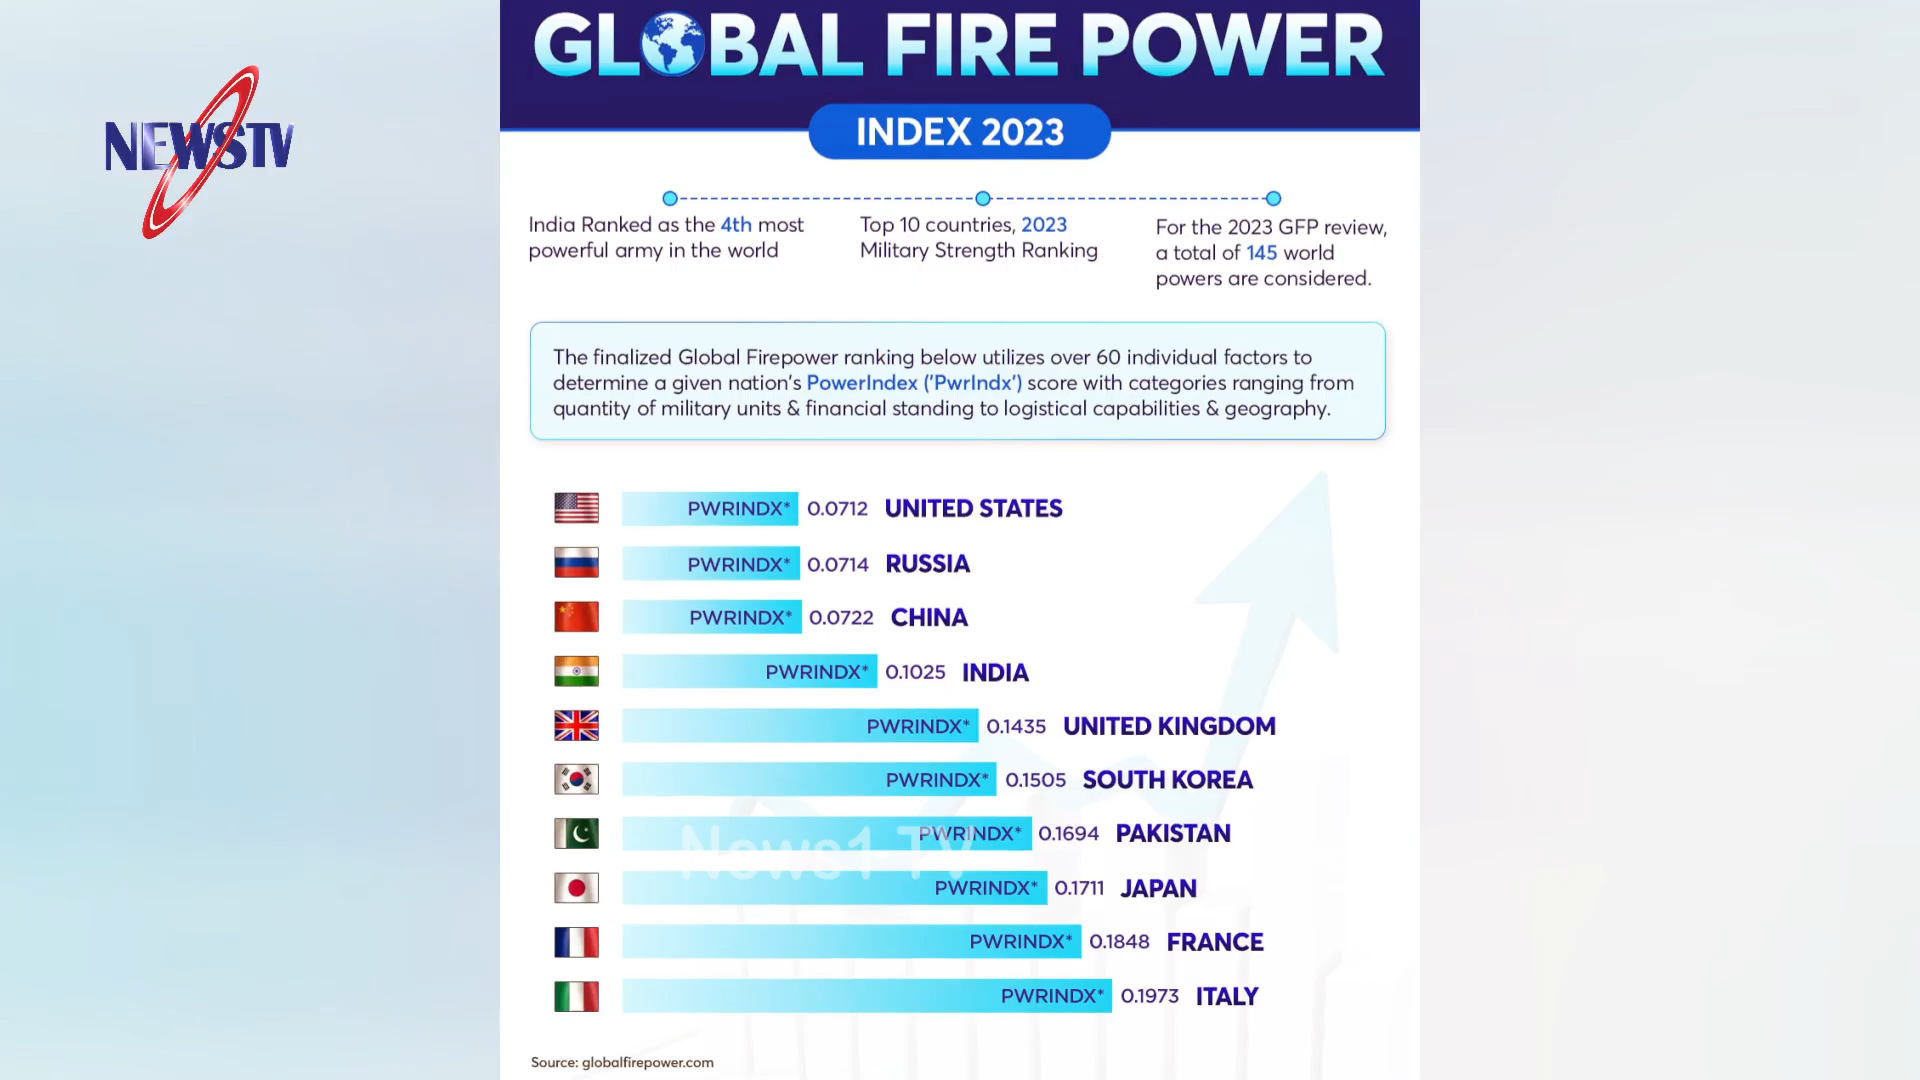 GLOBAL FIRE POWER
INDEX 2023
NEWSTV
India Ranked as the 4th most
powerful army in the world
Top 10 countries, 2023
Military Strength Ranking
For the 2023 GFP review,
a total of 145 world
powers are considered.
The finalized Global Firepower ranking below utilizes over 60 individual factors to
determine a given nation's PowerIndex ('PwrIndx') score with categories ranging from
quantity of military units & financial standing to logistical capabilities & geography.
PWRINDX* 0.0712 UNITED STATES
PWRINDX* 0.0714 RUSSIA
PWRINDX* 0.0722 CHINA
PWRINDX* 0.1025 INDIA
PWRINDX* 0.1435 UNITED KINGDOM
PWRINDX* 0.1505 SOUTH KOREA
PWRINDX* 0.1694 PAKISTAN
News1 TV
PWRINDX* 0.1711 JAPAN
PWRINDX* 0.1848 FRANCE
PWRINDX* 0.1973 ITALY
Source: globalfirepower.com